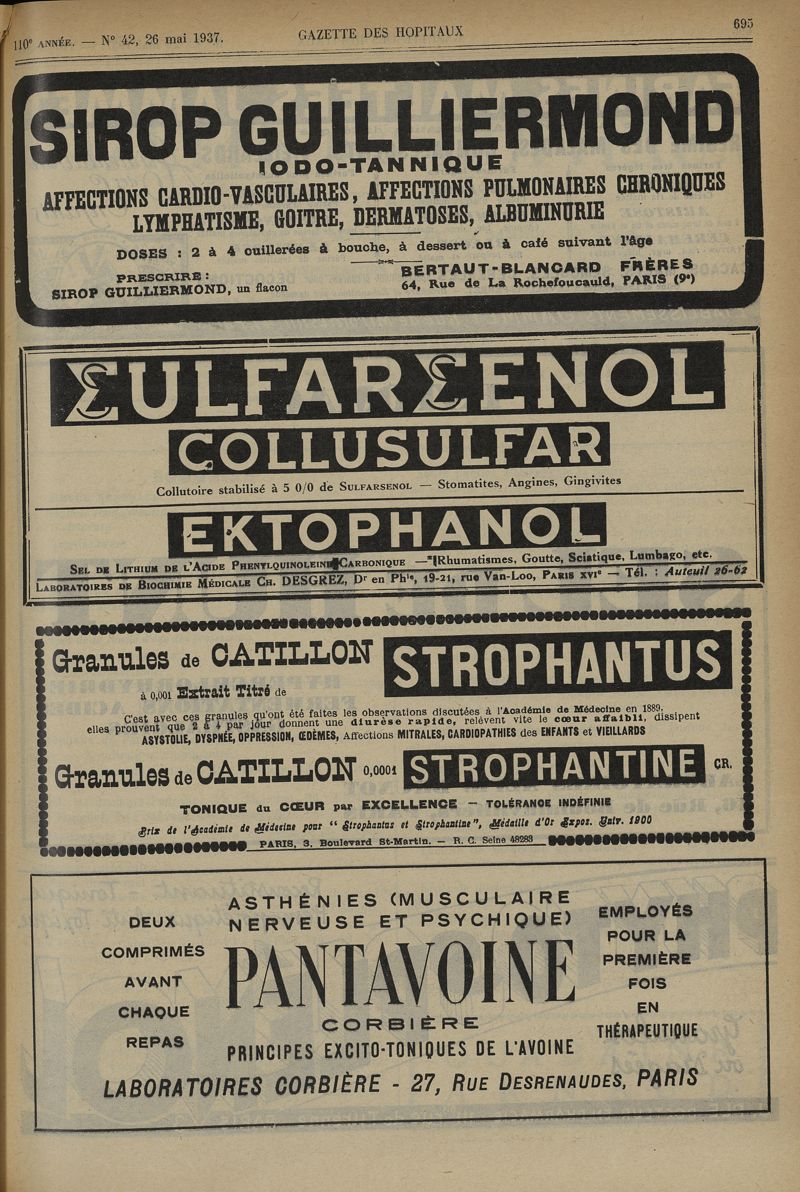 110e ANNÉE. — N° 42, 26 mai 1937.
GAZETTE DES HOPITAUX
695
SIROP GUILLIERMOND
IODO-TANNIQUE
AFFECTIONS CARDIO-VASCULAIRES, AFFECTIONS PULMONAIRES CHRONIQUES
LYMPHATISME, GOITRE, DERMATOSES, ALBUMINURIE
DOSES : 2 à 4 cuillerées à bouche, à dessert ou à café suivant l'âge
PRESCRIRE :
SIROP GUILLIERMOND, un flacon
BERTAUT-BLANCARD FRÈRES
64, Rue de La Rochefoucauld, PARIS (9e)
SULFARSENOL
COLLUSULFAR
Collutoire stabilisé à 5 0/0 de SULFARSENOL — Stomatites, Angines, Gingivites
EKTOPHANOL
SEL DE LITHIUM DE L'ACIDE PHENYLQUINOLEINE CARBONIQUE — Rhumatismes, Goutte, Sciatique, Lumbago, etc.
LABORATOIRES DE BIOCHIMIE MÉDICALE CH. DESGREZ, Dr en Phie, 19-21, rue Van-Loo, PARIS XVIe — Tél. : Auteuil 26-62
Granules de CATILLON
STROPHANTUS
à 0,001 Extrait Titré de
C'est avec ces granules qu'ont été faites les observations discutées à l'Académie de Médecine en 1889,
elles prouvent que 2 à 4 par jour donnent une diurèse rapide, relèvent vite le cœur affaibli, dissipent
ASYSTOLIE, DYSPNÉE, OPPRESSION, ŒDÈMES, Affections MITRALES, CARDIOPATHIES des ENFANTS et VIEILLARDS
Granules de CATILLON 0,0001 STROPHANTINE CR.
TONIQUE du CŒUR par EXCELLENCE — TOLÉRANCE INDÉFINIE
Prix de l'Académie de Médecine pour "Strophantus et Strophantine", Médaille d'Or Expos. Univ. 1900
PARIS, 3, Boulevard St-Martin. — R. C. Seine 48283
ASTHÉNIES (MUSCULAIRE
NERVEUSE ET PSYCHIQUE)
DEUX
COMPRIMÉS
AVANT
CHAQUE
REPAS
PANTAVOINE
CORBIÈRE
PRINCIPES EXCITO-TONIQUES DE L'AVOINE
EMPLOYÉS
POUR LA
PREMIÈRE
FOIS
EN
THÉRAPEUTIQUE
LABORATOIRES CORBIÈRE - 27, RUE DESRENAUDES, PARIS